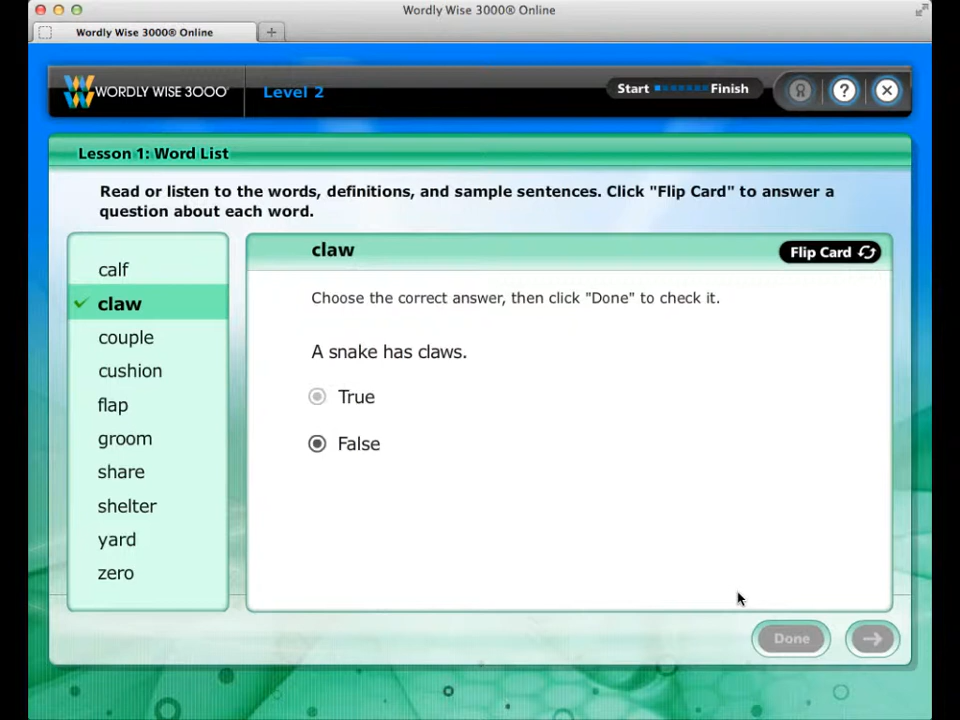 Wordly Wise 3000® Online
Wordly Wise 3000® Online
WORDLY WISE 3000®
Level 2
Start Finish
?
Lesson 1: Word List
Read or listen to the words, definitions, and sample sentences. Click "Flip Card" to answer a
question about each word.
calf
claw
couple
cushion
flap
groom
share
shelter
yard
zero
claw
Flip Card
Choose the correct answer, then click "Done" to check it.
A snake has claws.
True
False
Done